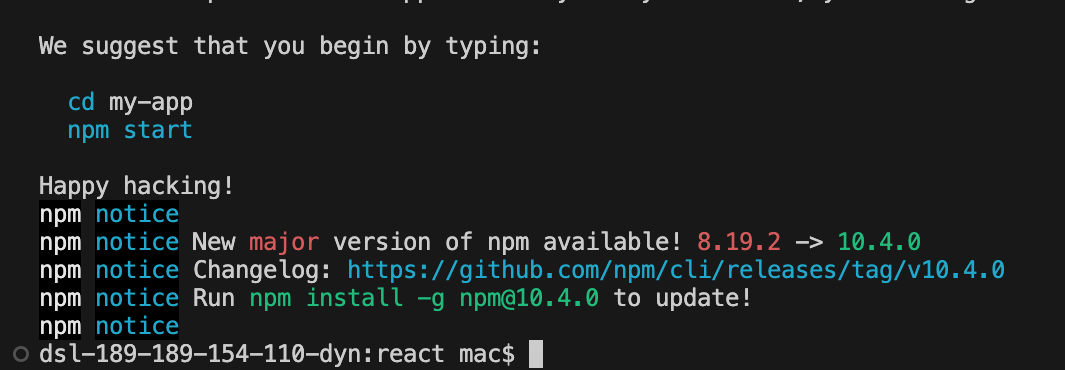 We suggest that you begin by typing:
cd my-app
npm start
Happy hacking!
npm notice
npm notice New major version of npm available! 8.19.2 -> 10.4.0
npm notice Changelog: https://github.com/npm/cli/releases/tag/v10.4.0
npm notice Run npm install -g npm@10.4.0 to update!
npm notice
dsl-189-189-154-110-dyn:react mac$